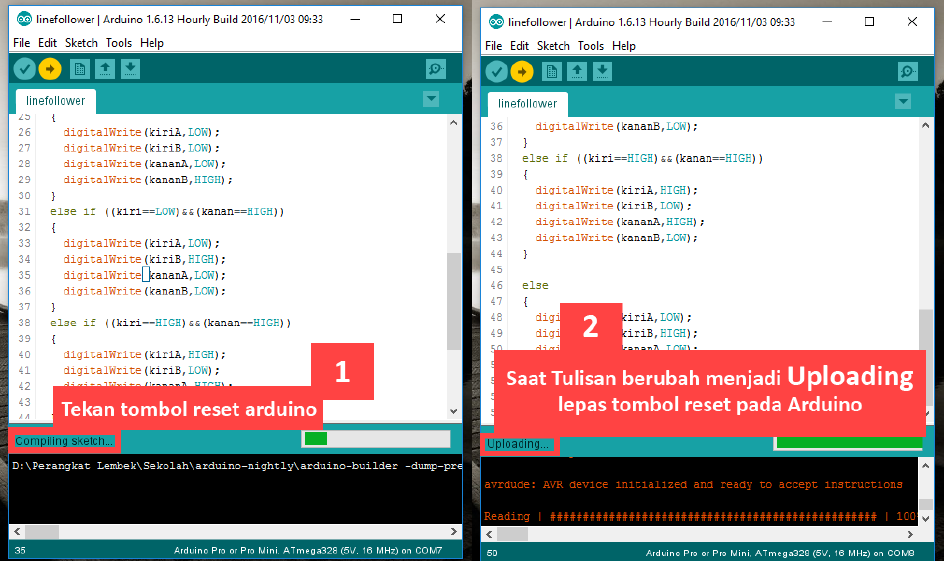 linefollower | Arduino 1.6.13 Hourly Build 2016/11/03 09:33
File Edit Sketch Tools Help
linefollower
25 {
26 digitalWrite(kiriA,LOW);
27 digitalWrite(kiriB,LOW);
28 digitalWrite(kananA,LOW);
29 digitalWrite(kananB,HIGH);
30 }
31 else if ((kiri==LOW)&&(kanan==HIGH))
32 {
33 digitalWrite(kiriA,LOW);
34 digitalWrite(kiriB,HIGH);
35 digitalWrite(kananA,LOW);
36 digitalWrite(kananB,LOW);
37 }
38 else if ((kiri==HIGH)&&(kanan==HIGH))
39 {
40 digitalWrite(kiriA,HIGH);
41 digitalWrite(kiriB,LOW);
42
1
Tekan tombol reset arduino
Compiling sketch...
D:\Perangkat Lembek\Sekolah\arduino-nightly\arduino-builder -dump-pre
35 Arduino Pro or Pro Mini, ATmega328 (5V, 16 MHz) on COM7
linefollower | Arduino 1.6.13 Hourly Build 2016/11/03 09:33
File Edit Sketch Tools Help
linefollower
36 digitalWrite(kananB,LOW);
37 }
38 else if ((kiri==HIGH)&&(kanan==HIGH))
39 {
40 digitalWrite(kiriA,HIGH);
41 digitalWrite(kiriB,LOW);
42 digitalWrite(kananA,HIGH);
43 digitalWrite(kananB,LOW);
44 }
45
46 else
47 {
48 digi kiriA,LOW);
49 digi kiriB,HIGH);
2
Saat Tulisan berubah menjadi Uploading
lepas tombol reset pada Arduino
Uploading...
avrdude: AVR device initialized and ready to accept instructions
Reading | ################################################## | 100
50 Arduino Pro or Pro Mini, ATmega328 (5V, 16 MHz) on COM8